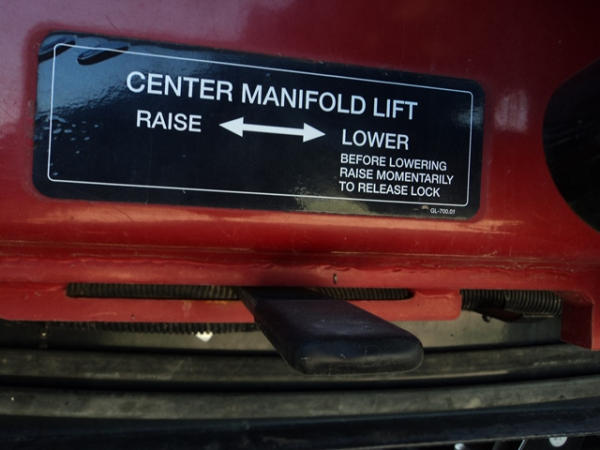 CENTER MANIFOLD LIFT
RAISE
LOWER
BEFORE LOWERING
RAISE MOMENTARILY
TO RELEASE LOCK
GL-700.01